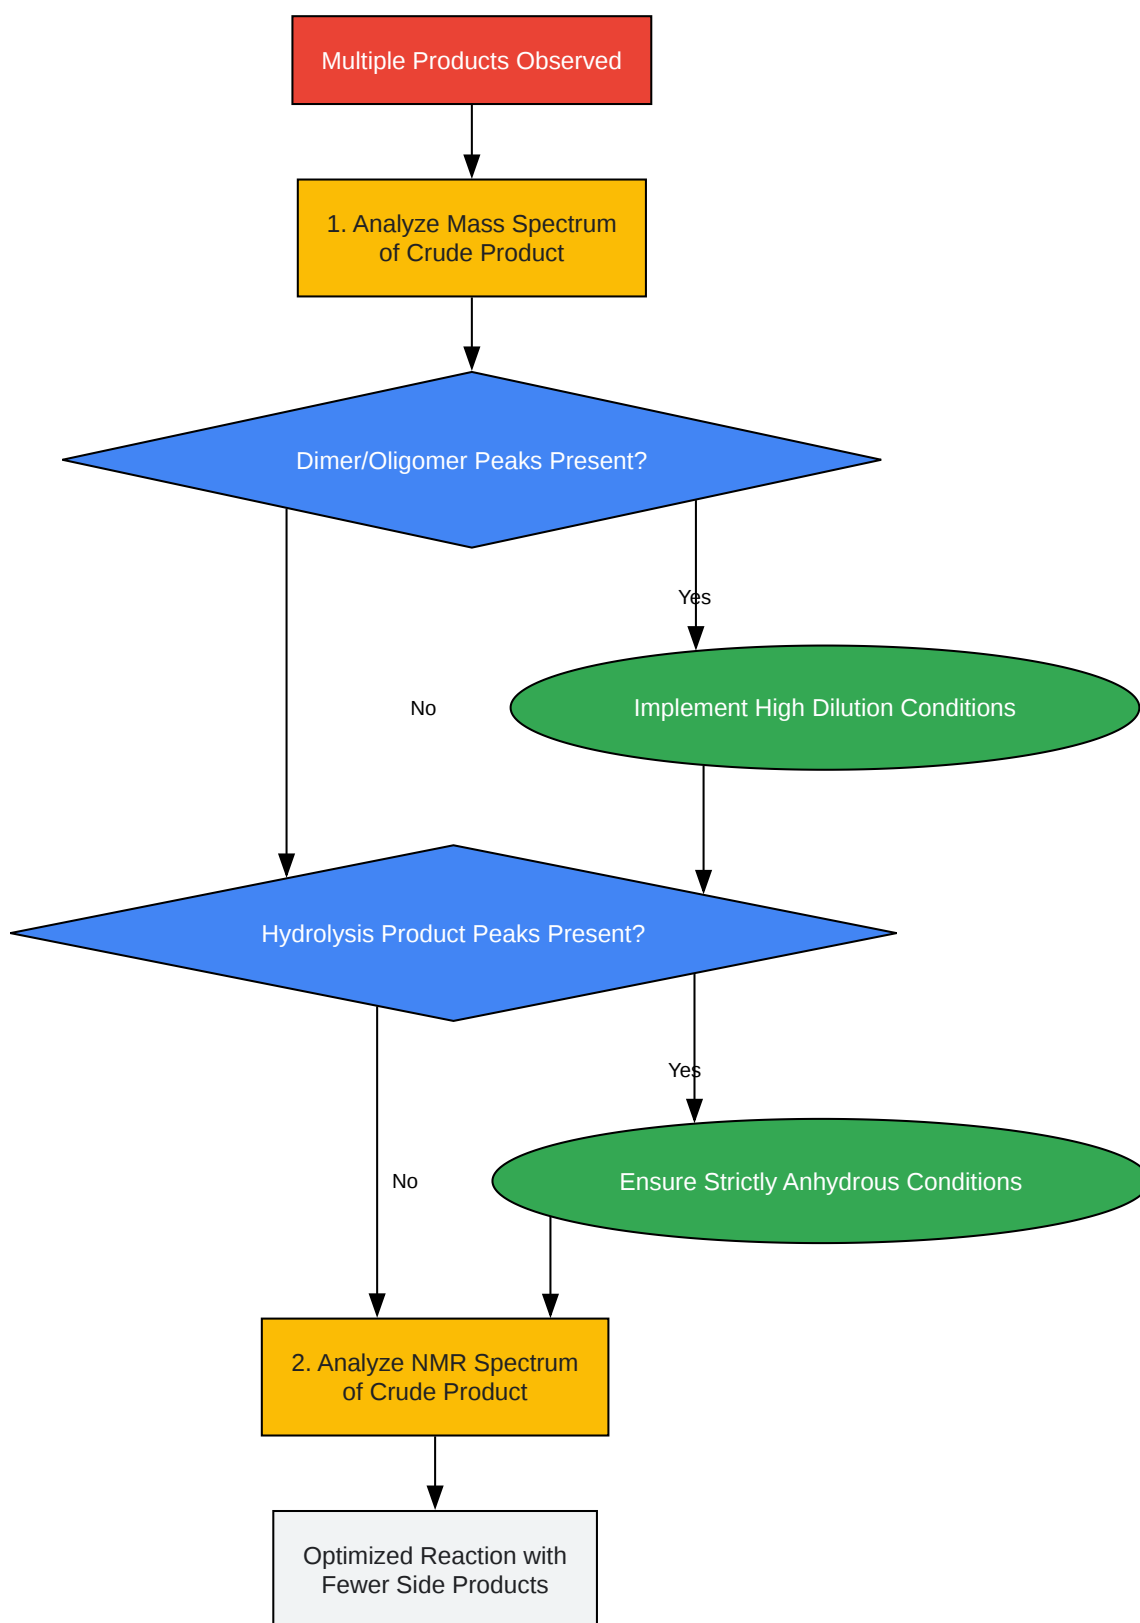 Multiple Products Observed
1. Analyze Mass Spectrum
of Crude Product
Dimer/Oligomer Peaks Present?
Yes
No
Implement High Dilution Conditions
Hydrolysis Product Peaks Present?
Yes
No
Ensure Strictly Anhydrous Conditions
2. Analyze NMR Spectrum
of Crude Product
Optimized Reaction with
Fewer Side Products